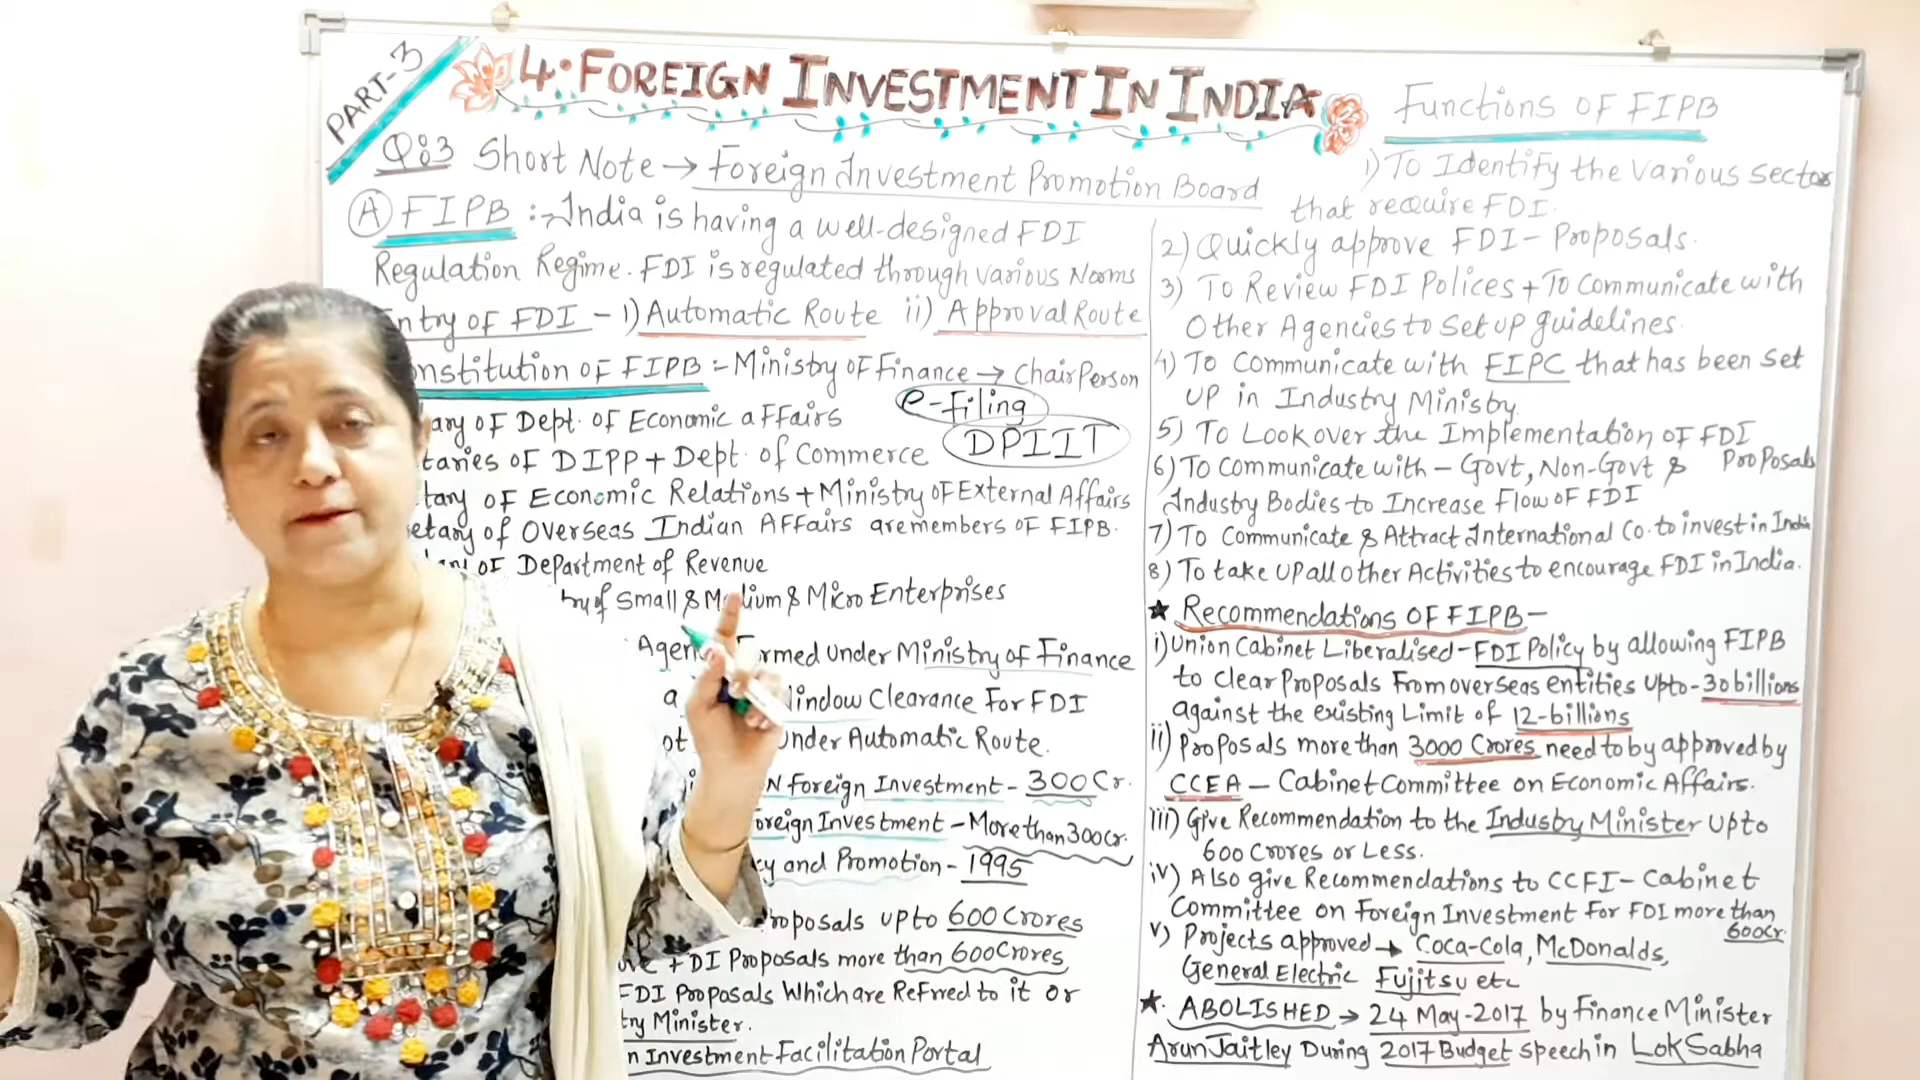 PART-3
4. FOREIGN INVESTMENT IN INDIA
Q:3 Short Note → Foreign Investment Promotion Board
(A) FIPB :- India is having a well-designed FDI
Regulation Regime. FDI is regulated through various Norms
ntry of FDI - i) Automatic Route ii) Approval Route
nstitution of FIPB :- Ministry of Finance → ChairPerson
e-filing
ary of Dept. of Economic affairs
DPIIT
taries of DIPP + Dept. of Commerce
tary of Economic Relations + Ministry of External Affairs
etary of Overseas Indian Affairs are members of FIPB.
of Department of Revenue
try of Small & Medium & Micro Enterprises
Agen rmed under Ministry of Finance
a indow Clearance For FDI
ot under Automatic Route.
N Foreign Investment - 300 Cr.
oreign Investment - More than 300 Cr.
cy and Promotion - 1995
roposals upto 600 Crores
ove FDI Proposals more than 600 Crores
FDI Proposals Which are Refrred to it or
try Minister.
n Investment Facilitation Portal
Functions of FIPB
1) To Identify the various sector
that require FDI.
2) Quickly approve FDI - Proposals.
3) To Review FDI Polices + To Communicate with
Other Agencies to set up guidelines.
4) To Communicate with FIPC that has been set
up in Industry Ministry.
5) To Look over the Implementation of FDI
Proposals
6) To Communicate with - Govt, Non-Govt &
Industry Bodies to Increase Flow of FDI
7) To Communicate & Attract International Co. to invest in India
8) To take up all other Activities to encourage FDI in India.
★ Recommendations of FIPB -
i) Union Cabinet Liberalised - FDI Policy by allowing FIPB
to clear proposals from overseas entities upto - 30 billions
against the existing Limit of 12-billions
ii) Proposals more than 3000 Crores need to by approved by
CCEA - Cabinet Committee on Economic Affairs.
iii) Give Recommendation to the Industry Minister upto
600 Crores or Less.
iv) Also give Recommendations to CCFI - Cabinet
Committee on Foreign Investment for FDI more than
600 Cr.
v) Projects approved → Coca-Cola, McDonalds,
General Electric Fujitsu etc
★. ABOLISHED → 24 May-2017 by Finance Minister
Arun Jaitley During 2017 Budget speech in Lok Sabha